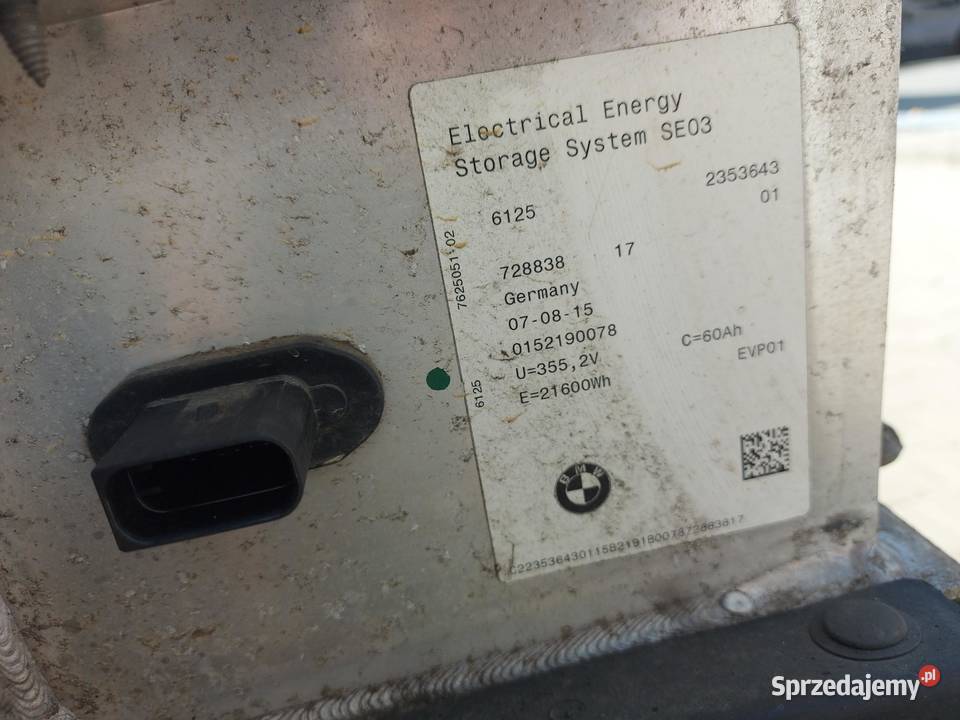 Electrical Energy
Storage System SE03
2353643
6125
01
728838 17
Germany
07-08-15
0152190078
C=60Ah
U=355,2V
EVP01
E=21600Wh
7625051-02
6125
BMW
Sprzedajemy.pl